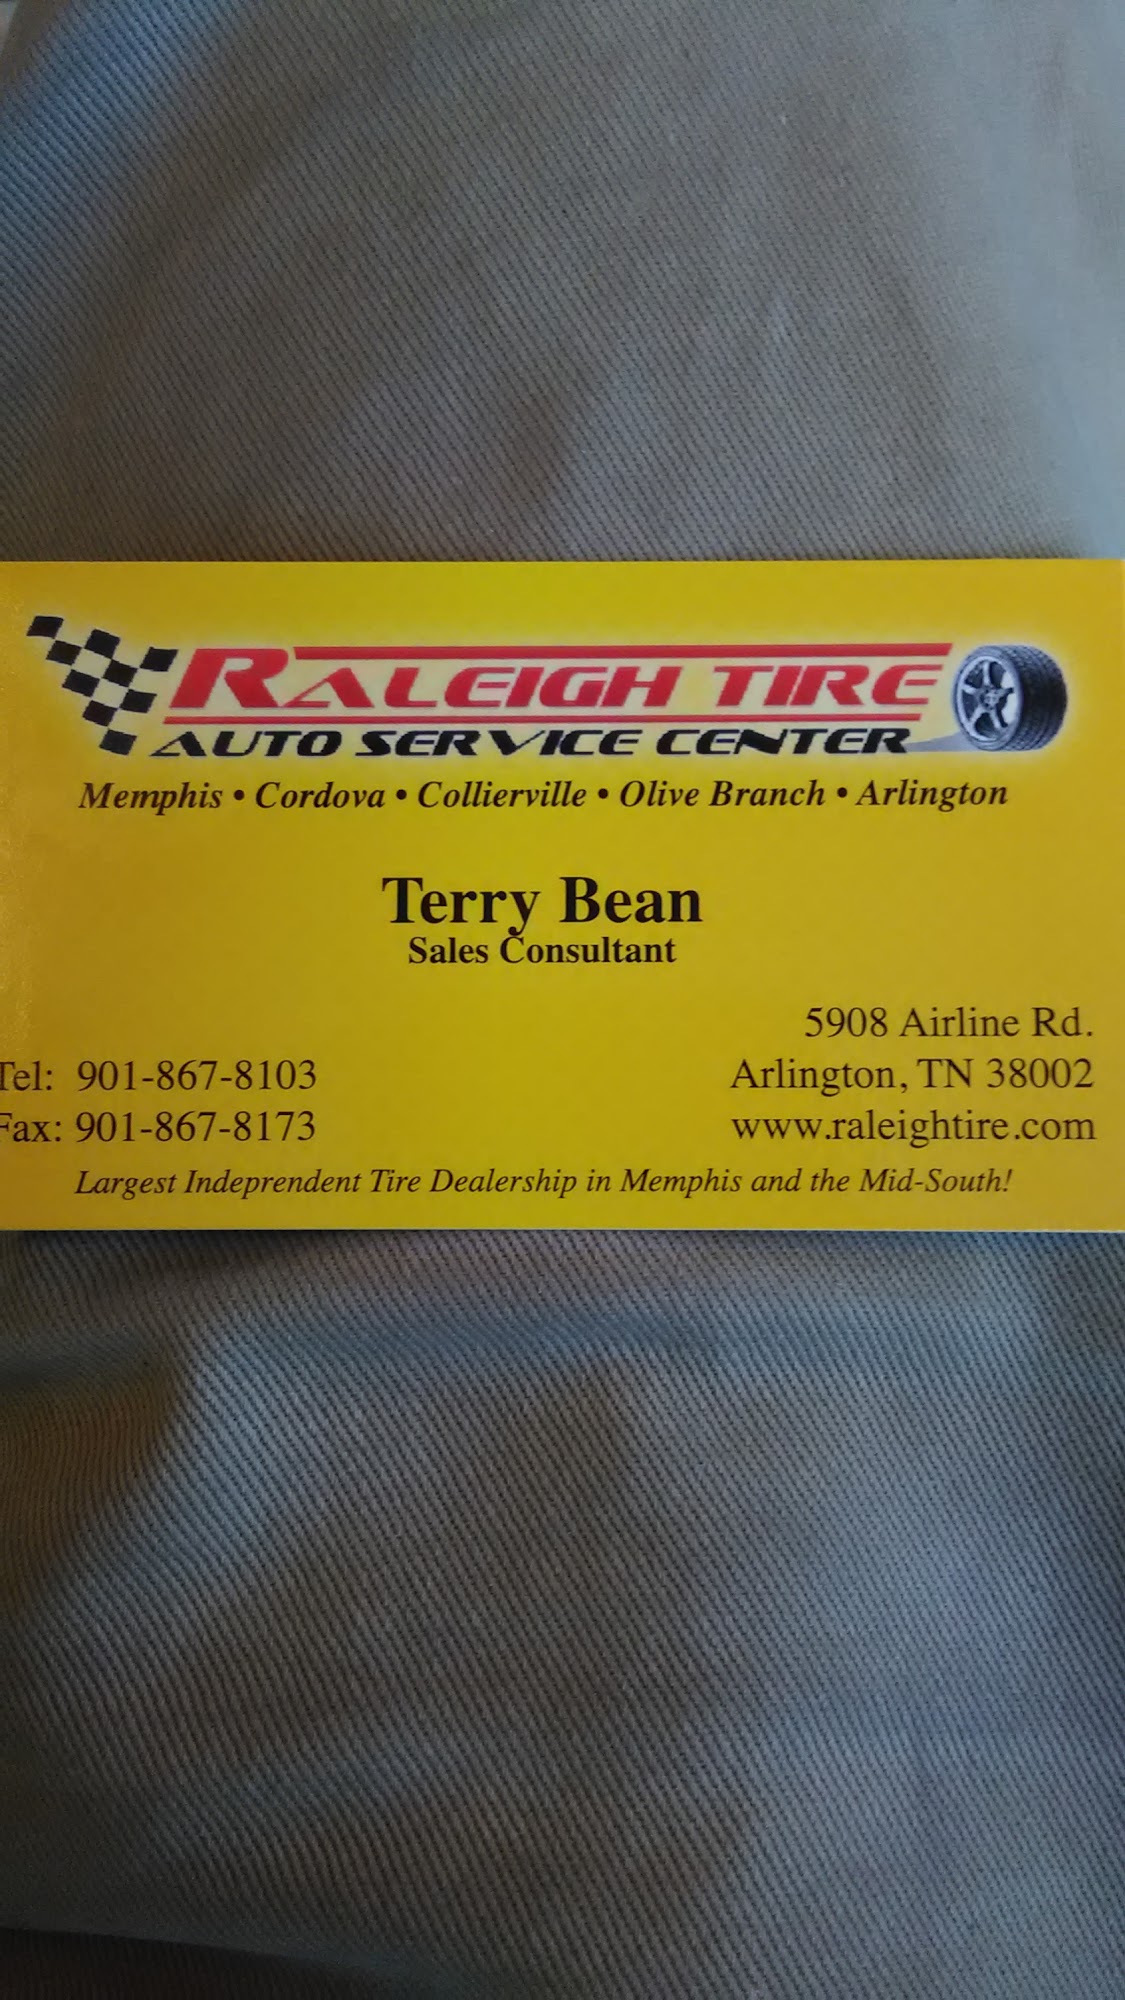 RALEIGH TIRE
AUTO SERVICE CENTER
Memphis • Cordova • Collierville • Olive Branch • Arlington
Terry Bean
Sales Consultant
5908 Airline Rd.
Tel: 901-867-8103
Arlington, TN 38002
Fax: 901-867-8173
www.raleightire.com
Largest Indeprendent Tire Dealership in Memphis and the Mid-South!